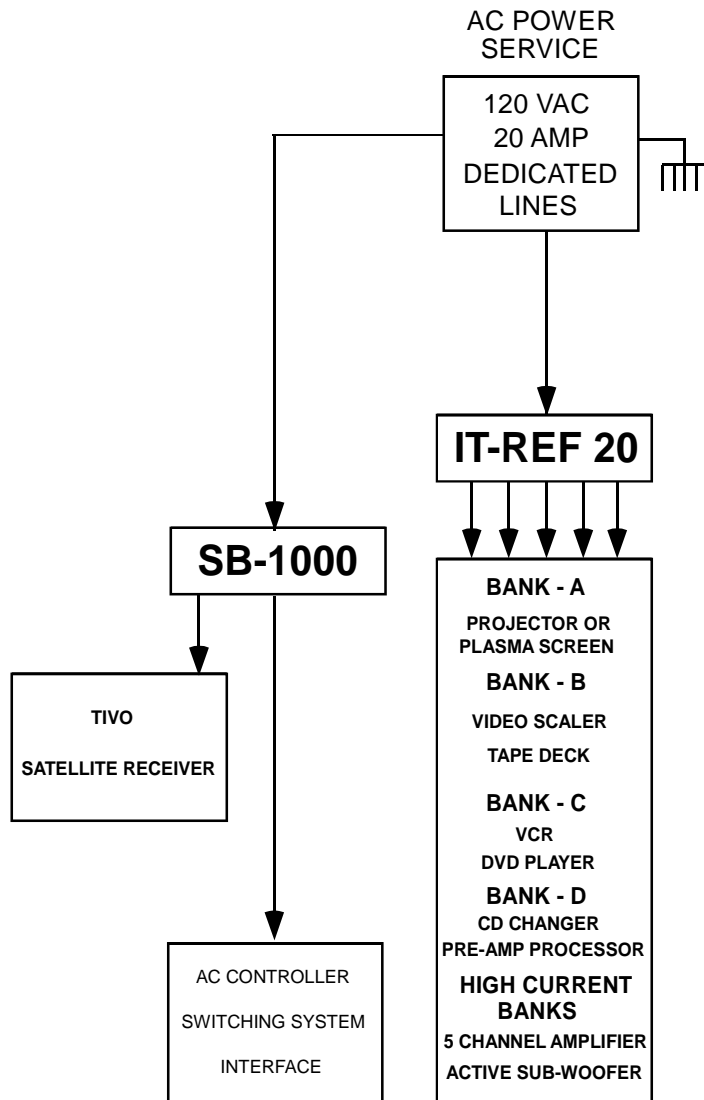 AC POWER
SERVICE
120 VAC
20 AMP
DEDICATED
LINES
IT-REF 20
SB-1000
BANK - A
PROJECTOR OR
PLASMA SCREEN
BANK - B
VIDEO SCALER
TAPE DECK
BANK - C
VCR
DVD PLAYER
BANK - D
CD CHANGER
PRE-AMP PROCESSOR
HIGH CURRENT
BANKS
5 CHANNEL AMPLIFIER
ACTIVE SUB-WOOFER
TIVO
SATELLITE RECEIVER
AC CONTROLLER
SWITCHING SYSTEM
INTERFACE